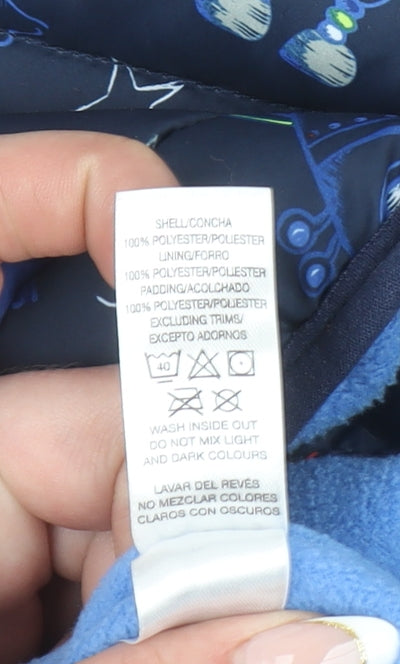 SHELL/CONCHA
100% POLYESTER/POLIESTER
LINING/FORRO
100% POLYESTER/POLIESTER
PADDING/ACOLCHADO
100% POLYESTER/POLIESTER
EXCLUDING TRIMS/
EXCEPTO ADORNOS
40
WASH INSIDE OUT
DO NOT MIX LIGHT
AND DARK COLOURS
LAVAR DEL REVÉS
NO MEZCLAR COLORES
CLAROS CON OSCUROS